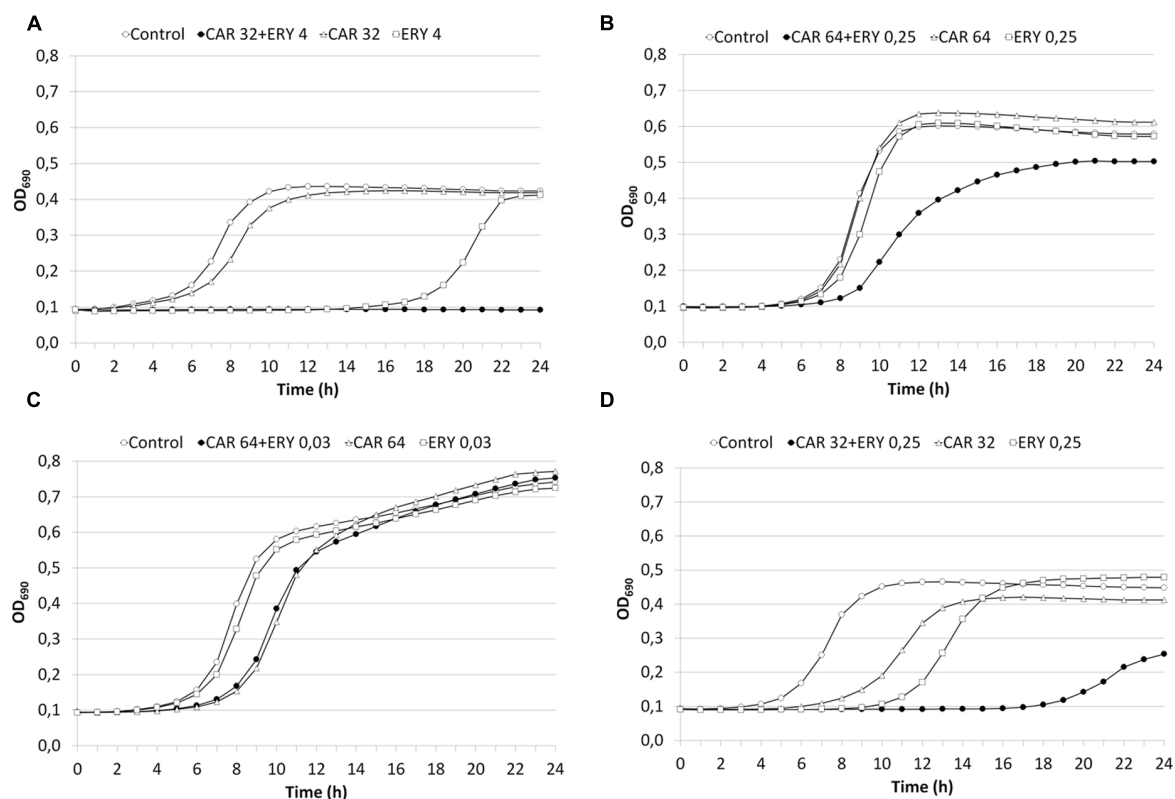 A
Control CAR 32+ERY 4 CAR 32 ERY 4
0,8
0,7
0,6
0,5
0,4
0,3
0,2
0,1
0,0
OD690
0 2 4 6 8 10 12 14 16 18 20 22 24
Time (h)
B
Control CAR 64+ERY 0,25 CAR 64 ERY 0,25
0,8
0,7
0,6
0,5
0,4
0,3
0,2
0,1
0,0
OD690
0 2 4 6 8 10 12 14 16 18 20 22 24
Time (h)
C
Control CAR 64+ERY 0,03 CAR 64 ERY 0,03
0,8
0,7
0,6
0,5
0,4
0,3
0,2
0,1
0,0
OD690
0 2 4 6 8 10 12 14 16 18 20 22 24
Time (h)
D
Control CAR 32+ERY 0,25 CAR 32 ERY 0,25
0,8
0,7
0,6
0,5
0,4
0,3
0,2
0,1
0,0
OD690
0 2 4 6 8 10 12 14 16 18 20 22 24
Time (h)